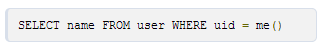 SELECT name FROM user WHERE uid = me()